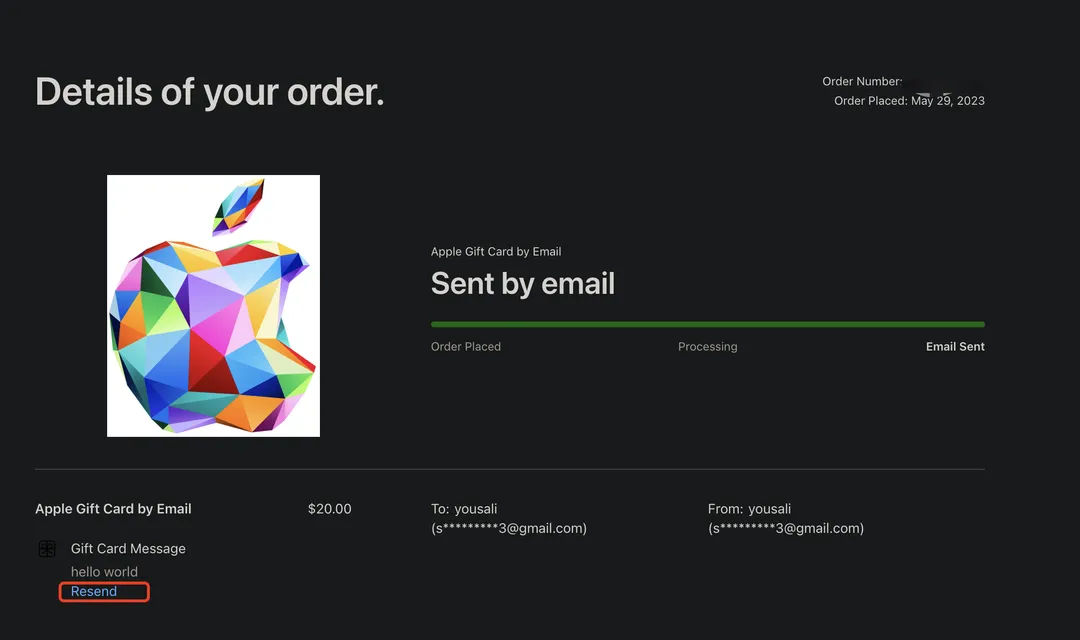 Details of your order.
Order Number:
Order Placed: May 29, 2023
Apple Gift Card by Email
Sent by email
Order Placed
Processing
Email Sent
Apple Gift Card by Email
$20.00
To: yousali
(s*********3@gmail.com)
From: yousali
(s*********3@gmail.com)
Gift Card Message
hello world
Resend